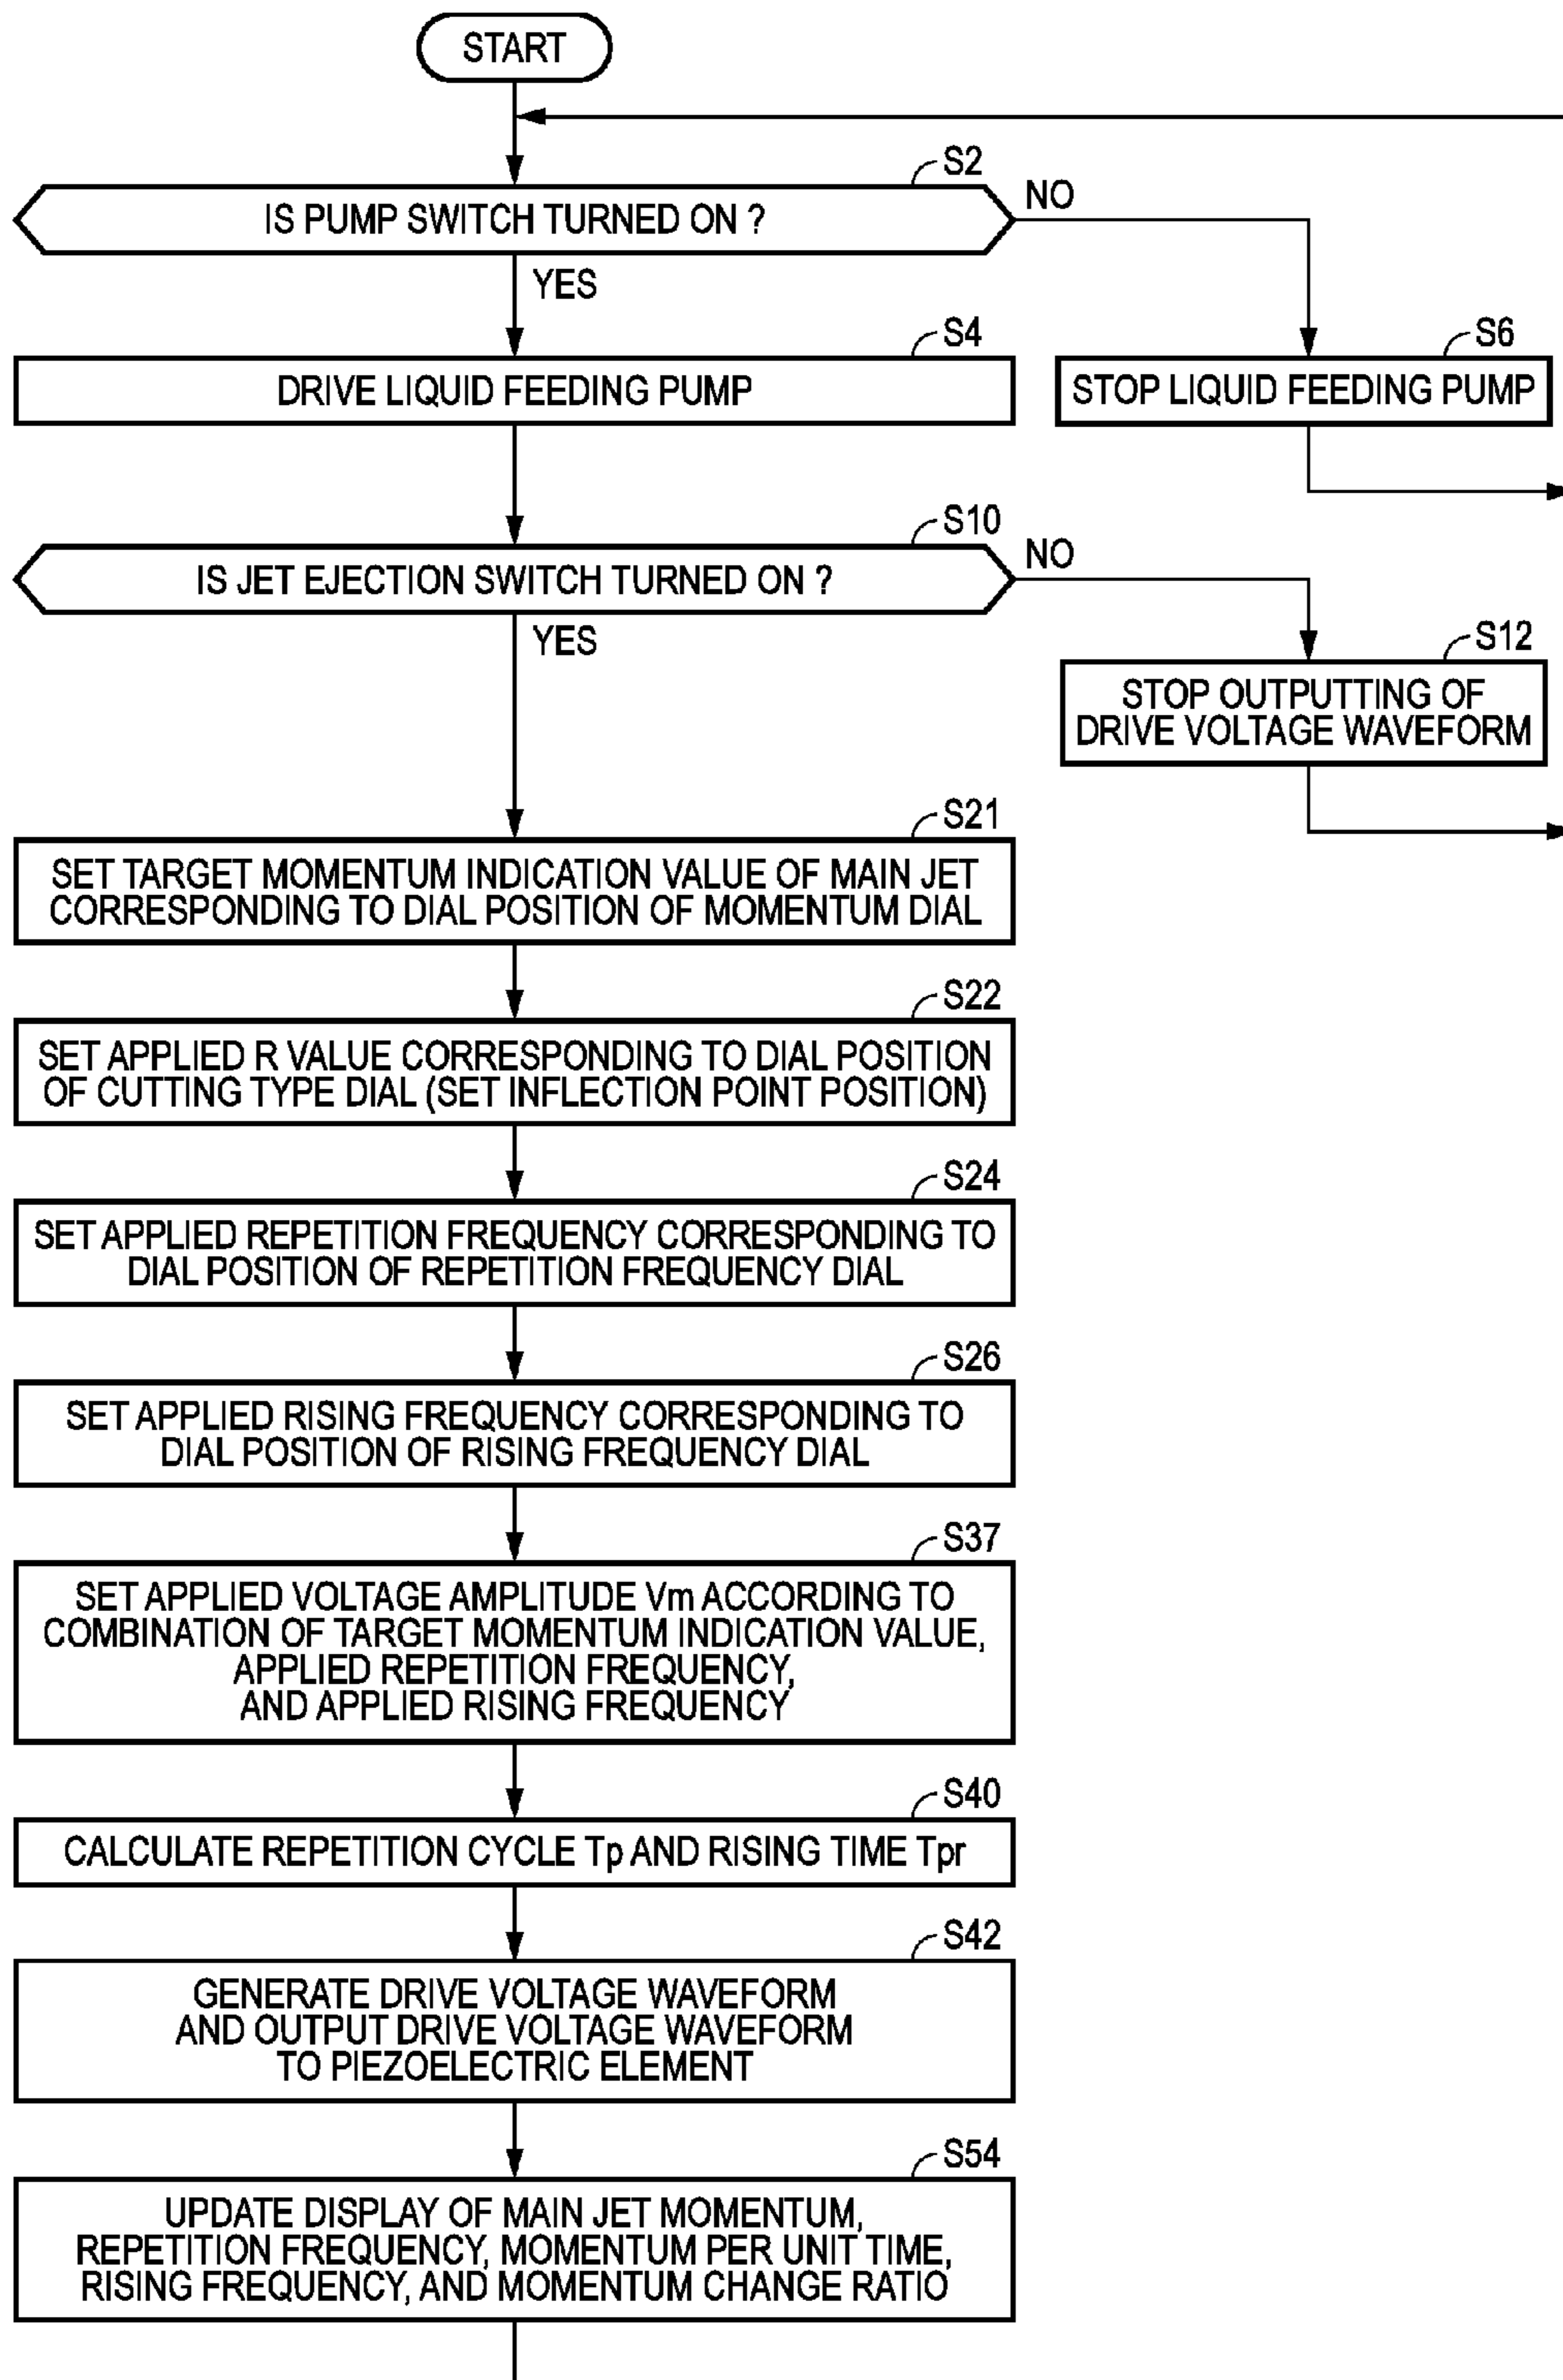 START
S2
IS PUMP SWITCH TURNED ON ?
NO
YES
S4
DRIVE LIQUID FEEDING PUMP
S6
STOP LIQUID FEEDING PUMP
S10
IS JET EJECTION SWITCH TURNED ON ?
NO
YES
S12
STOP OUTPUTTING OF
DRIVE VOLTAGE WAVEFORM
S21
SET TARGET MOMENTUM INDICATION VALUE OF MAIN JET
CORRESPONDING TO DIAL POSITION OF MOMENTUM DIAL
S22
SET APPLIED R VALUE CORRESPONDING TO DIAL POSITION
OF CUTTING TYPE DIAL (SET INFLECTION POINT POSITION)
S24
SET APPLIED REPETITION FREQUENCY CORRESPONDING TO
DIAL POSITION OF REPETITION FREQUENCY DIAL
S26
SET APPLIED RISING FREQUENCY CORRESPONDING TO
DIAL POSITION OF RISING FREQUENCY DIAL
S37
SET APPLIED VOLTAGE AMPLITUDE Vm ACCORDING TO
COMBINATION OF TARGET MOMENTUM INDICATION VALUE,
APPLIED REPETITION FREQUENCY,
AND APPLIED RISING FREQUENCY
S40
CALCULATE REPETITION CYCLE Tp AND RISING TIME Tpr
S42
GENERATE DRIVE VOLTAGE WAVEFORM
AND OUTPUT DRIVE VOLTAGE WAVEFORM
TO PIEZOELECTRIC ELEMENT
S54
UPDATE DISPLAY OF MAIN JET MOMENTUM,
REPETITION FREQUENCY, MOMENTUM PER UNIT TIME,
RISING FREQUENCY, AND MOMENTUM CHANGE RATIO